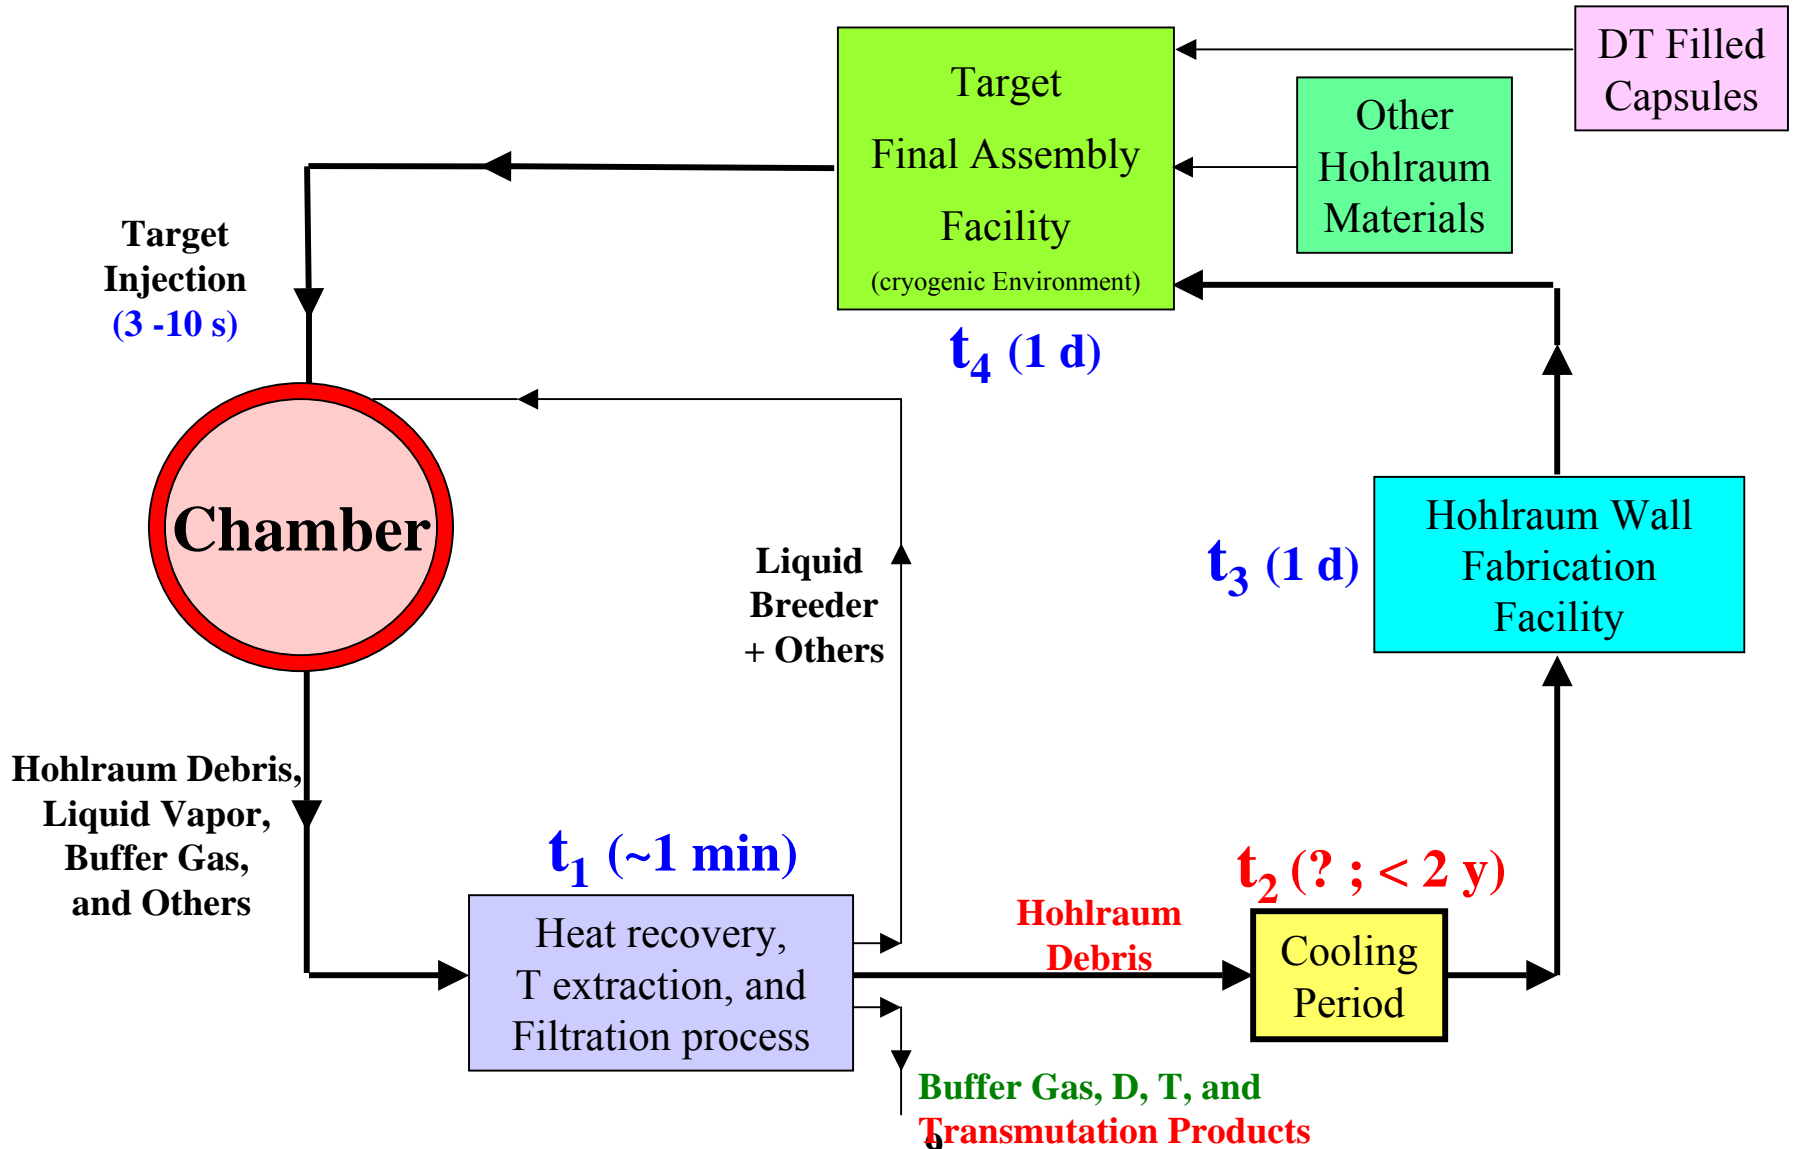 DT Filled
Capsules
Target
Final Assembly
Facility
(cryogenic Environment)
Other
Hohlraum
Materials
Target
Injection
(3 -10 s)
t4 (1 d)
Chamber
Liquid
Breeder
+ Others
t3 (1 d)
Hohlraum Wall
Fabrication
Facility
Hohlraum Debris,
Liquid Vapor,
Buffer Gas,
and Others
t1 (~1 min)
Heat recovery,
T extraction, and
Filtration process
Hohlraum
Debris
t2 (? ; < 2 y)
Cooling
Period
Buffer Gas, D, T, and
Transmutation Products